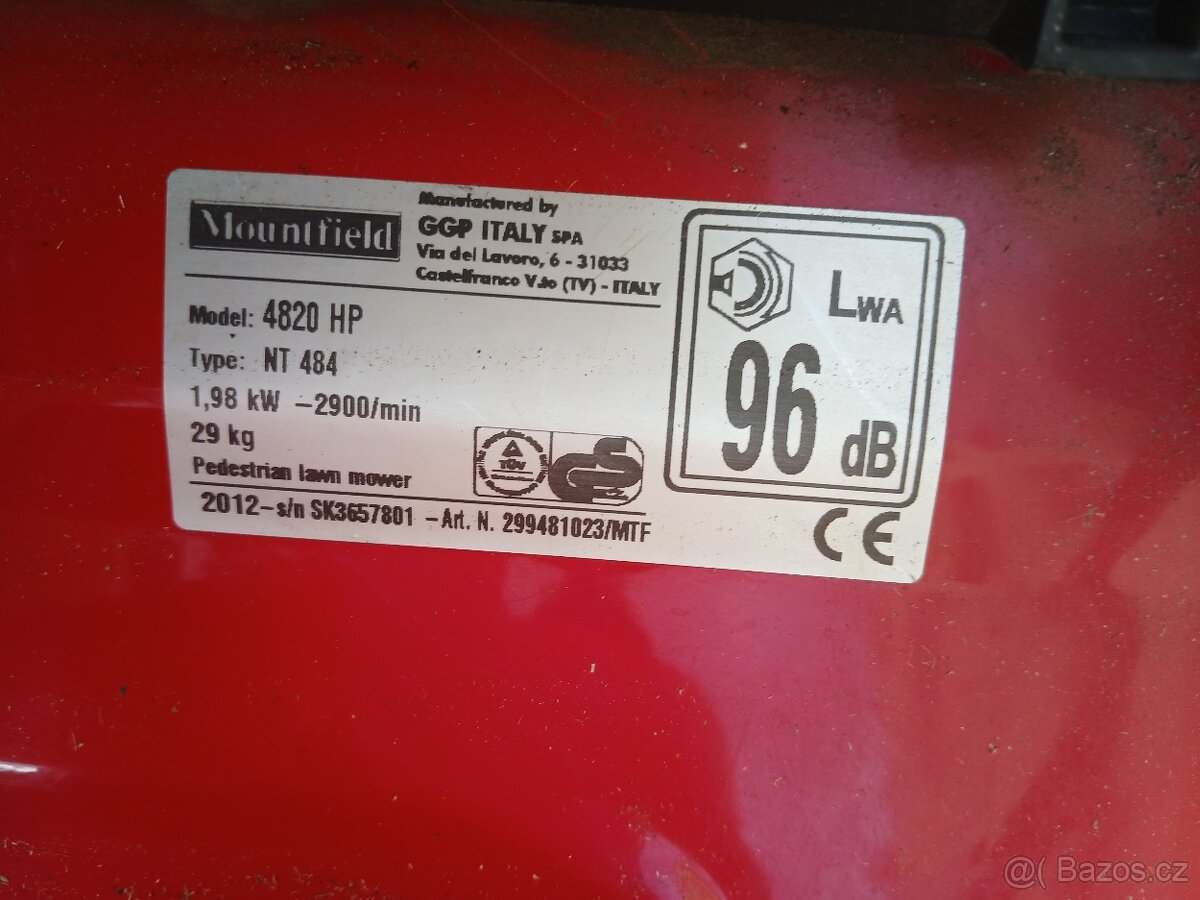 Mountfield
Manufactured by
GGP ITALY SPA
Via del Lavoro, 6 - 31033
Castelfranco V.to (TV) - ITALY
Model: 4820 HP
Type: NT 484
1,98 kW -2900/min
29 kg
Pedestrian lawn mower
2012-s/n SK3657801 -Art. N. 299481023/MTF
TÜV
GS
LWA
96 dB
CE
@( Bazos.cz